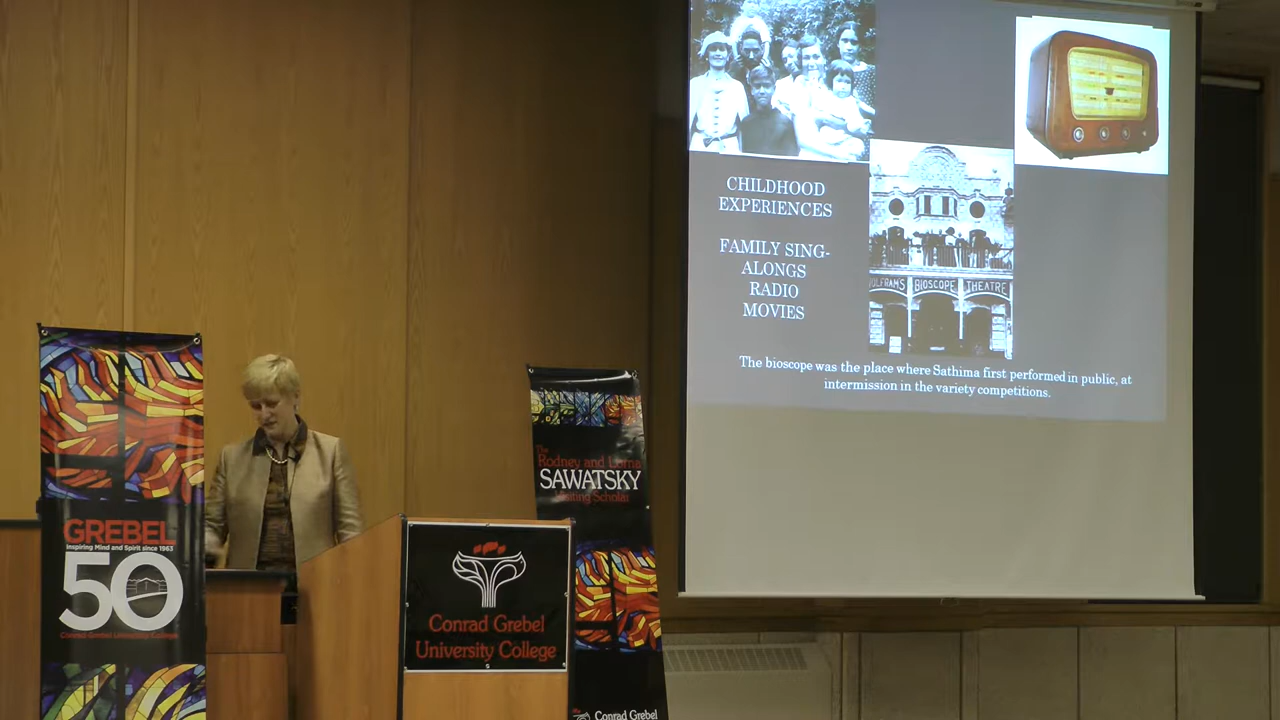 GREBEL
Inspiring Mind and Spirit since 1963
50
Conrad Grebel University College
The
Rodney and Lorna
SAWATSKY
Visiting Scholar
Conrad Grebel
University College
Conrad Grebel
CHILDHOOD
EXPERIENCES
FAMILY SING-
ALONGS
RADIO
MOVIES
BIOSCOPE THEATRE
The bioscope was the place where Sathima first performed in public, at
intermission in the variety competitions.